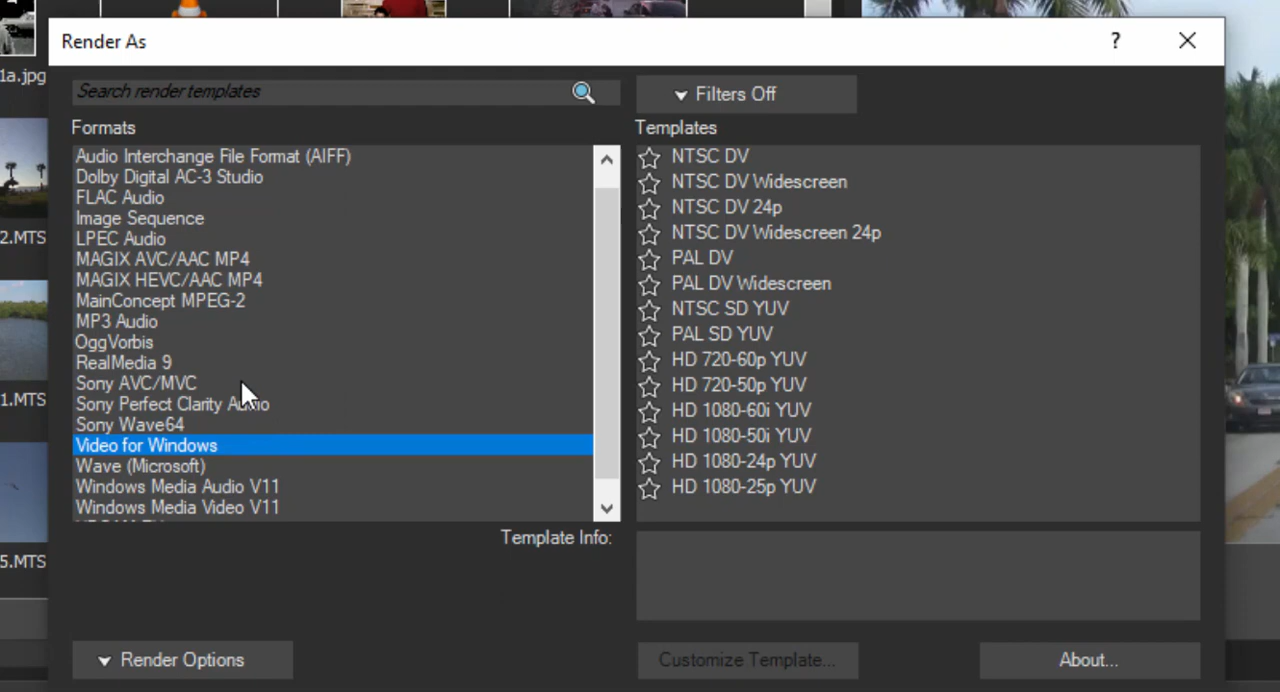 Render As
?
1a.jpg
Search render templates
Filters Off
Formats
Templates
Audio Interchange File Format (AIFF)
Dolby Digital AC-3 Studio
FLAC Audio
Image Sequence
LPEC Audio
MAGIX AVC/AAC MP4
MAGIX HEVC/AAC MP4
MainConcept MPEG-2
MP3 Audio
OggVorbis
RealMedia 9
Sony AVC/MVC
Sony Perfect Clarity Audio
Sony Wave64
Video for Windows
Wave (Microsoft)
Windows Media Audio V11
Windows Media Video V11
NTSC DV
NTSC DV Widescreen
NTSC DV 24p
NTSC DV Widescreen 24p
PAL DV
PAL DV Widescreen
NTSC SD YUV
PAL SD YUV
HD 720-60p YUV
HD 720-50p YUV
HD 1080-60i YUV
HD 1080-50i YUV
HD 1080-24p YUV
HD 1080-25p YUV
2.MTS
1.MTS
5.MTS
Template Info:
Render Options
Customize Template...
About...